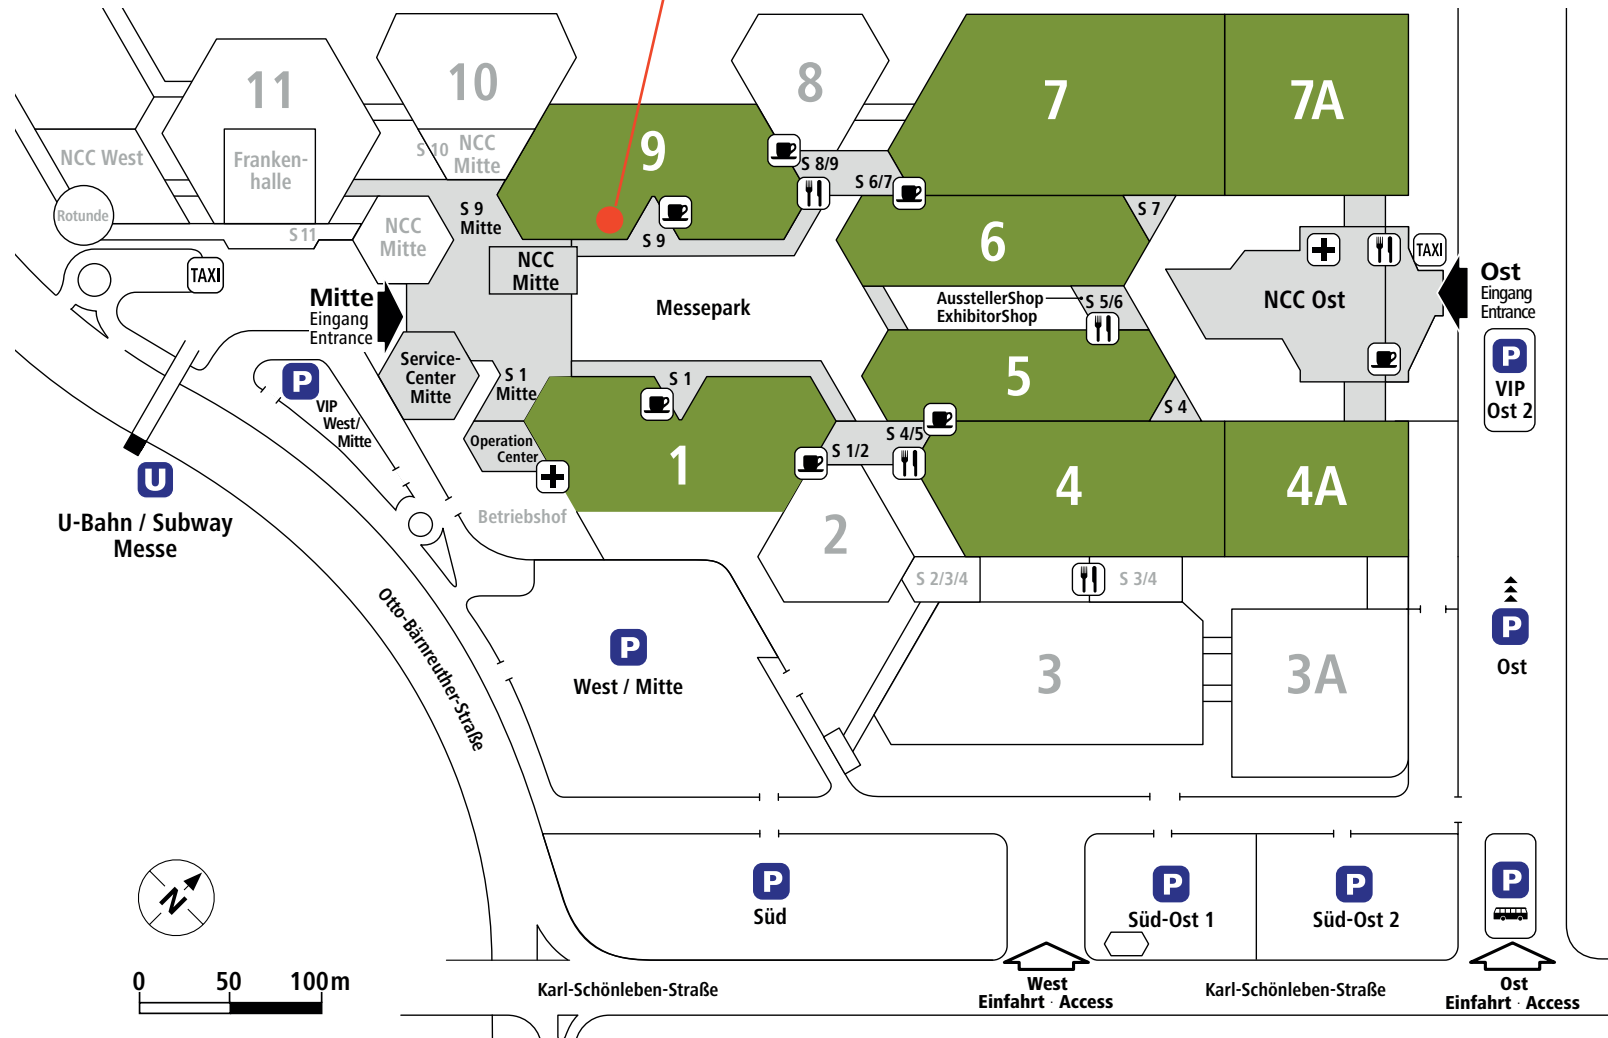 11
10
8
7
7A
9
NCC West
Franken-
halle
S 10
NCC
Mitte
S 8/9
S 6/7
Rotunde
S 11
NCC
Mitte
S 9
Mitte
S 9
S 7
6
NCC
Mitte
TAXI
TAXI
Mitte
Eingang
Entrance
Messepark
AusstellerShop
ExhibitorShop
S 5/6
NCC Ost
Ost
Eingang
Entrance
Service-
Center
Mitte
S 1
Mitte
S 1
5
S 4
P
VIP
Ost 2
P
VIP
West/
Mitte
Operation
Center
1
S 1/2
S 4/5
4
4A
U
U-Bahn / Subway
Messe
Betriebshof
2
S 2/3/4
S 3/4
Otto-Bärnreuther-Straße
P
West / Mitte
3
3A
P
Ost
N
P
Süd
P
Süd-Ost 1
P
Süd-Ost 2
P
0 50 100m
Karl-Schönleben-Straße
West
Einfahrt · Access
Karl-Schönleben-Straße
Ost
Einfahrt · Access